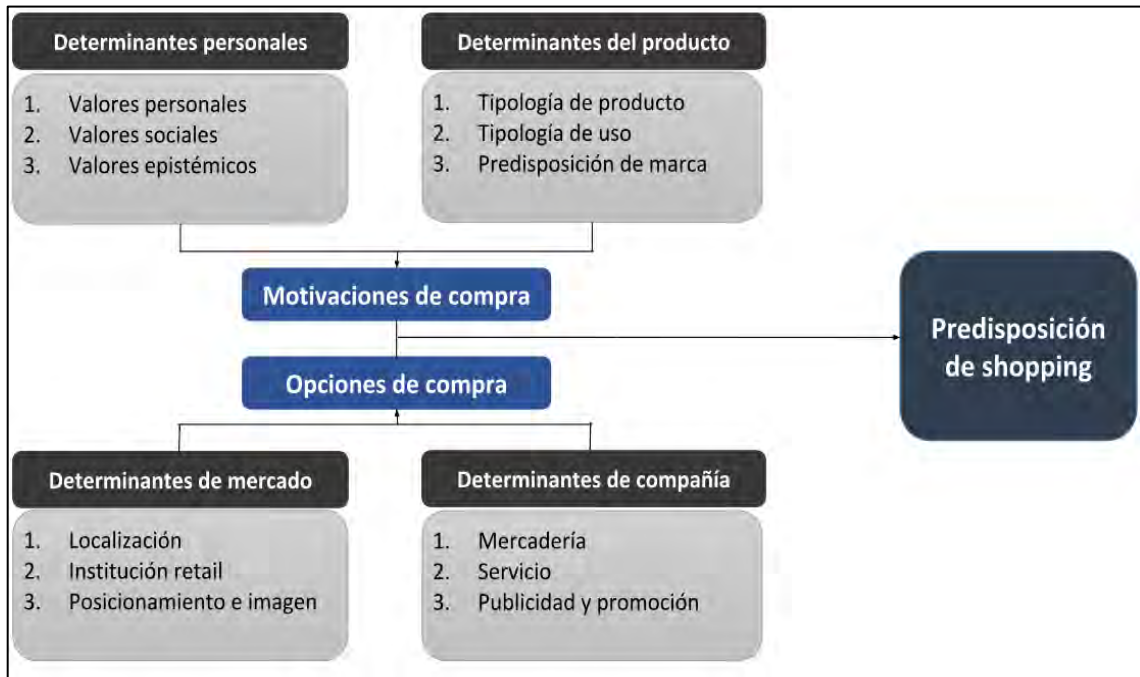 Determinantes personales
1. Valores personales
2. Valores sociales
3. Valores epistémicos
Determinantes del producto
1. Tipología de producto
2. Tipología de uso
3. Predisposición de marca
Motivaciones de compra
Opciones de compra
Predisposición
de shopping
Determinantes de mercado
1. Localización
2. Institución retail
3. Posicionamiento e imagen
Determinantes de compañía
1. Mercadería
2. Servicio
3. Publicidad y promoción